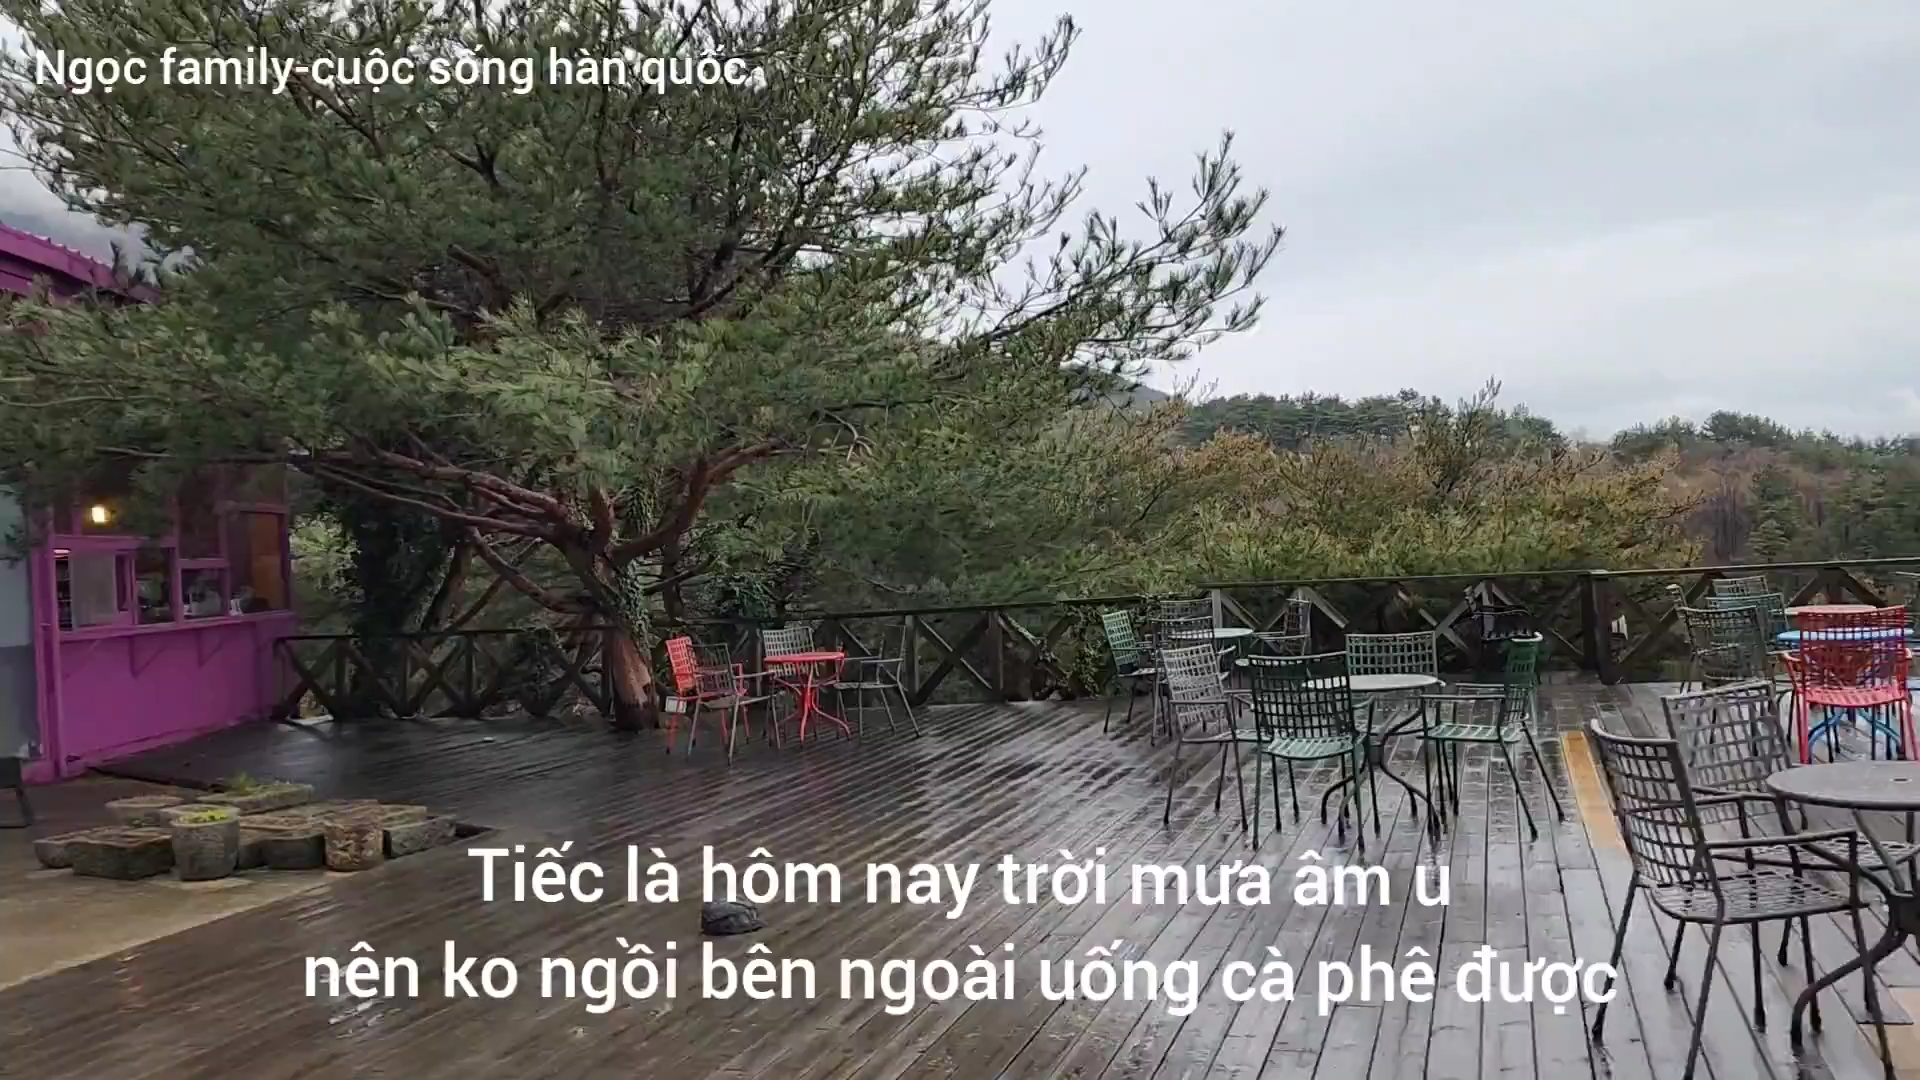 Ngọc family-cuộc sống hàn quốc
Tiếc là hôm nay trời mưa âm u
nên ko ngồi bên ngoài uống cà phê được